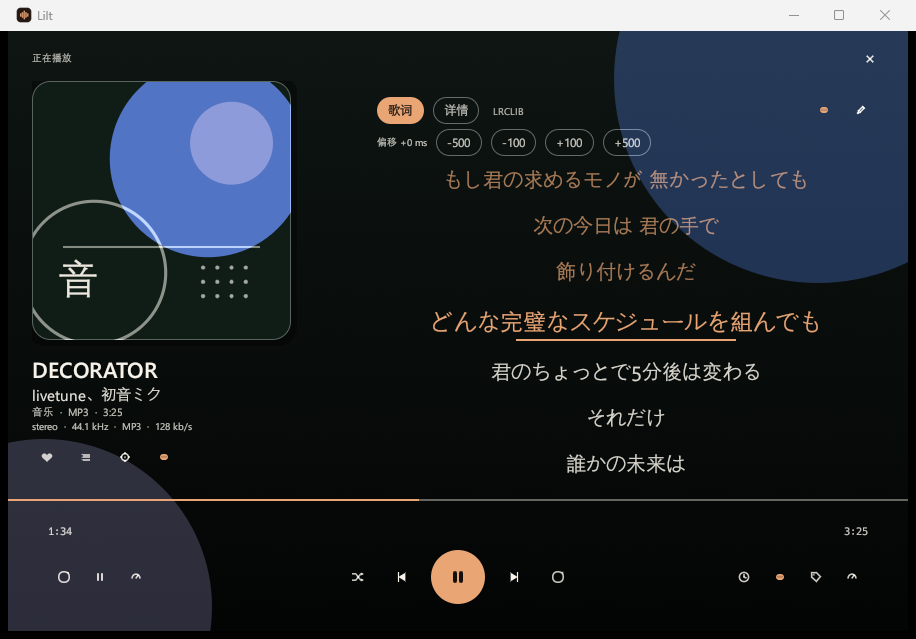 Lilt
正在播放
音
DECORATOR
livetune、初音ミク
音乐 · MP3 · 3:25
stereo · 44.1 kHz · MP3 · 128 kb/s
歌词 详情 LRCLIB
偏移 +0 ms -500 -100 +100 +500
もし君の求めるモノが 無かったとしても
次の今日は 君の手で
飾り付けるんだ
どんな完璧なスケジュールを組んでも
君のちょっとで5分後は変わる
それだけ
誰かの未来は
1:34 3:25